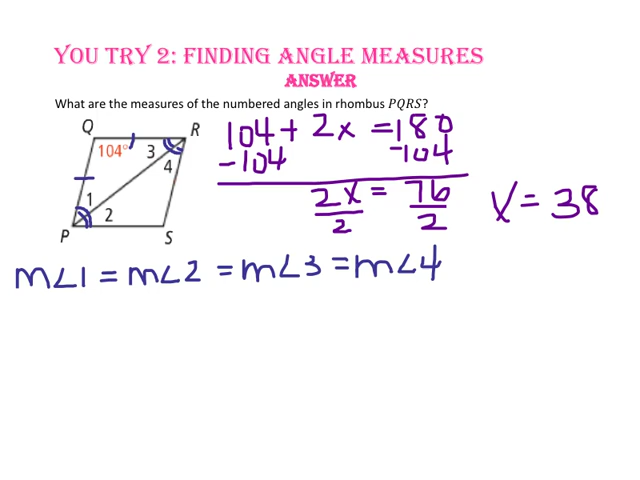 YOU TRY 2: FINDING ANGLE MEASURES
ANSWER
What are the measures of the numbered angles in rhombus PQRS?
Q
R
104°
3
4
1
2
P
S
104 + 2x = 180
-104 -104
2x = 76
2 2
x = 38
m∠1 = m∠2 = m∠3 = m∠4